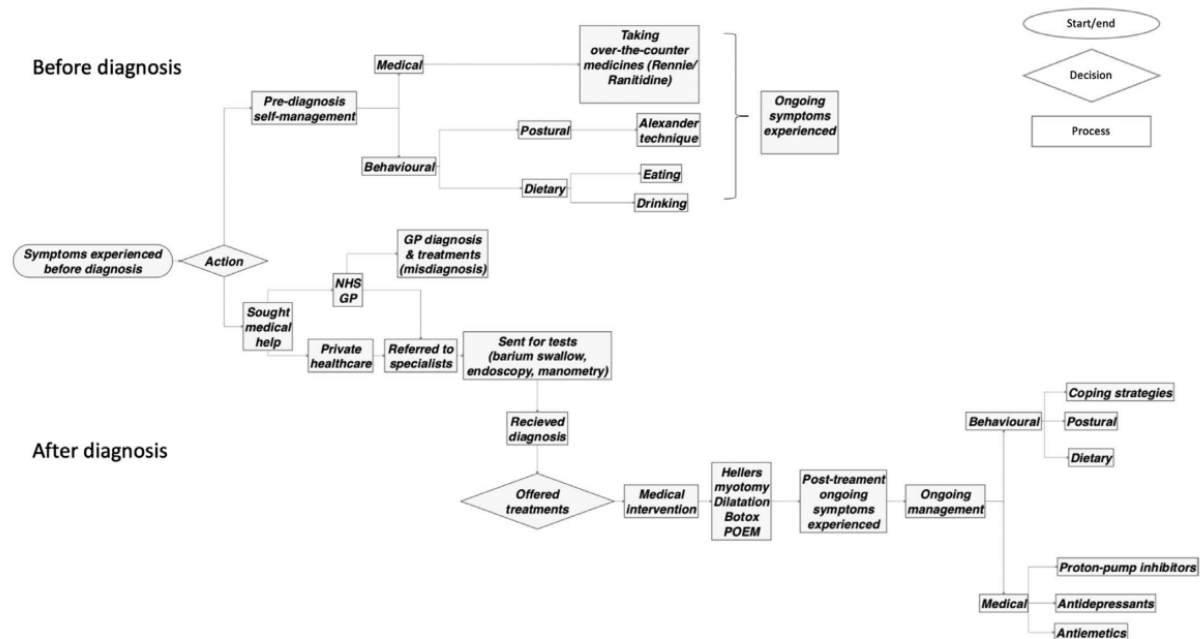 Before diagnosis
Medical
Taking
over-the-counter
medicines (Rennie/
Ranitidine)
Pre-diagnosis
self-management
Ongoing
symptoms
experienced
Postural
Alexander
technique
Behavioural
Dietary
Eating
Drinking
Start/end
Decision
Process
Symptoms experienced
before diagnosis
Action
GP diagnosis
& treatments
(misdiagnosis)
NHS
GP
Sought
medical
help
Private
healthcare
Referred to
specialists
Sent for tests
(barium swallow,
endoscopy, manometry)
After diagnosis
Recieved
diagnosis
Offered
treatments
Medical
intervention
Hellers
myotomy
Dilatation
Botox
POEM
Post-treament
ongoing
symptoms
experienced
Ongoing
management
Behavioural
Coping strategies
Postural
Dietary
Medical
Proton-pump inhibitors
Antidepressants
Antiemetics